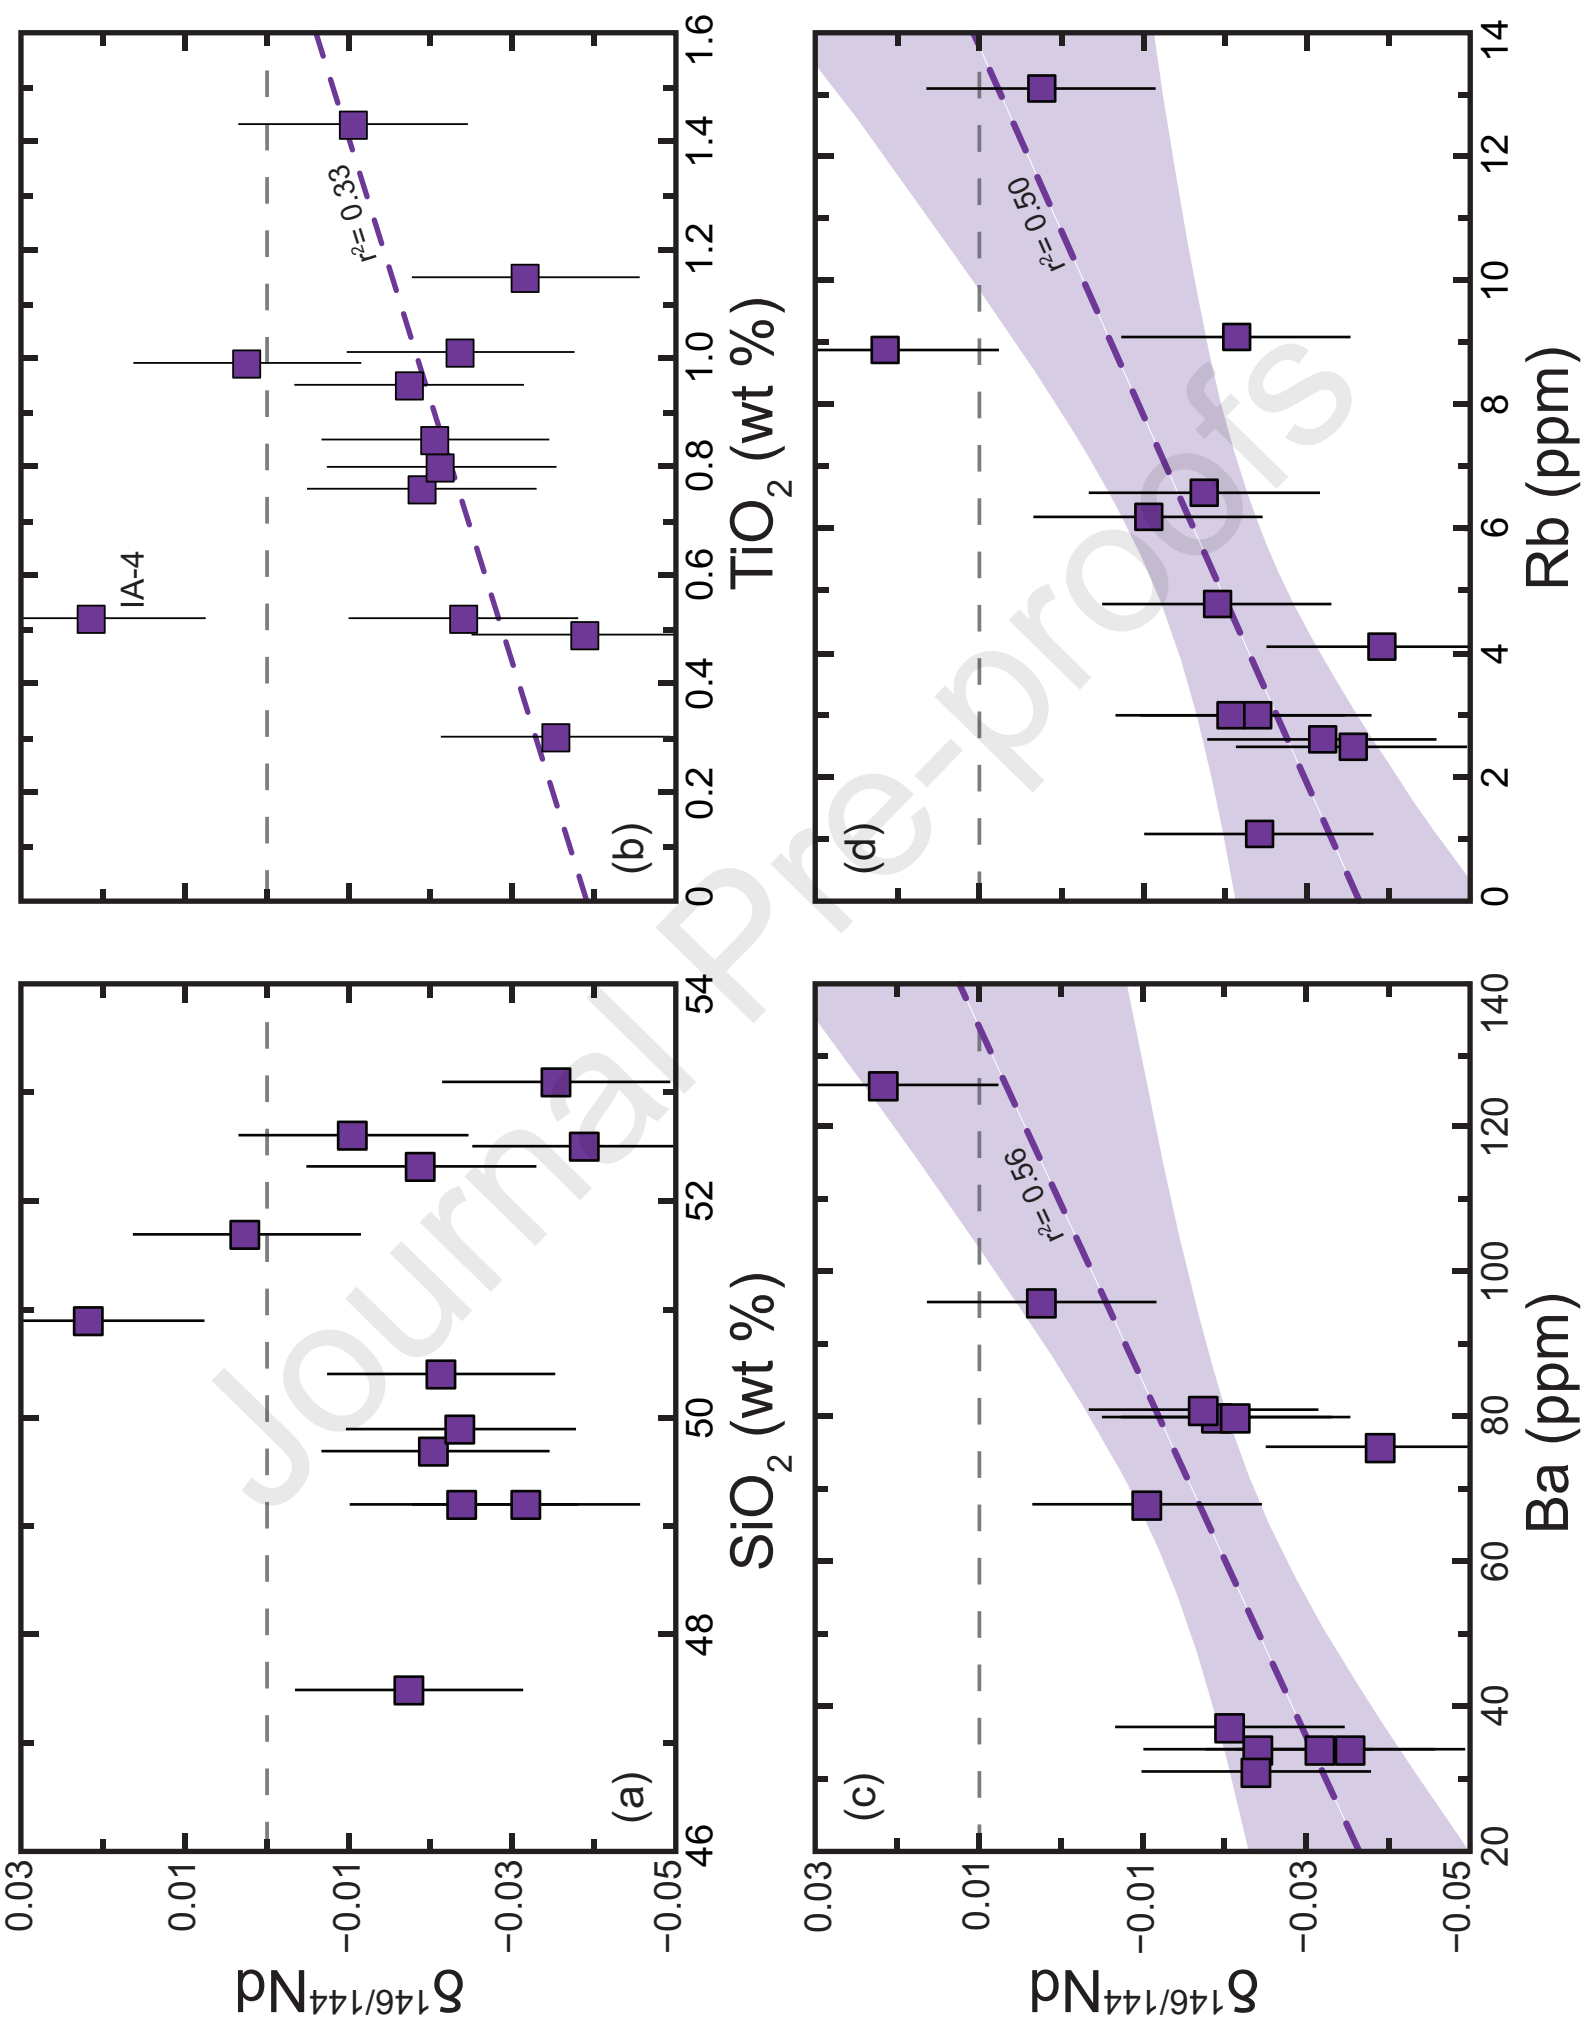 0.03
0.01
−0.01
−0.03
−0.05
δ146/144Nd
(a)
46
48
50
52
54
SiO2 (wt %)
IA-4
r2= 0.33
(b)
0
0.2
0.4
0.6
0.8
1.0
1.2
1.4
1.6
TiO2 (wt %)
0.03
0.01
−0.01
−0.03
−0.05
δ146/144Nd
(c)
r2= 0.56
20
40
60
80
100
120
140
Ba (ppm)
(d)
r2= 0.50
0
2
4
6
8
10
12
14
Rb (ppm)
Journal Pre-proofs